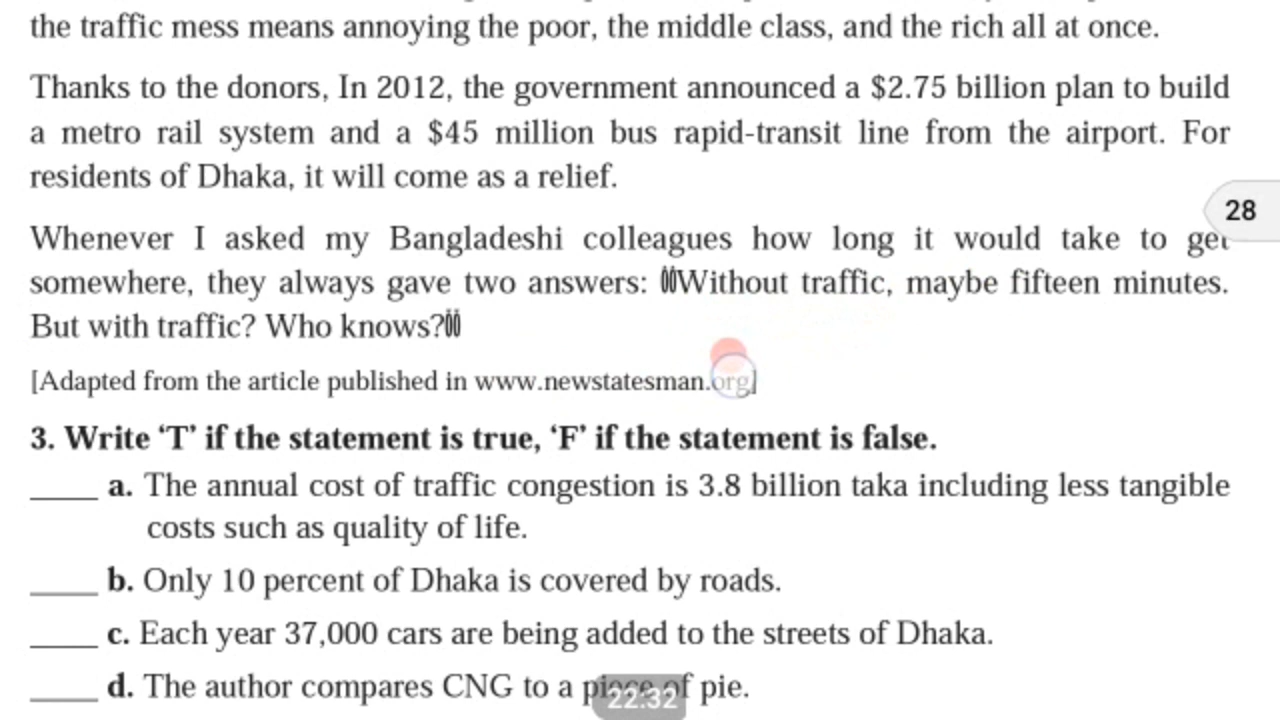 the traffic mess means annoying the poor, the middle class, and the rich all at once.
Thanks to the donors, In 2012, the government announced a $2.75 billion plan to build
a metro rail system and a $45 million bus rapid-transit line from the airport. For
residents of Dhaka, it will come as a relief.
28
Whenever I asked my Bangladeshi colleagues how long it would take to get
somewhere, they always gave two answers: Without traffic, maybe fifteen minutes.
But with traffic? Who knows?
[Adapted from the article published in www.newstatesman.org]
3. Write ‘T’ if the statement is true, ‘F’ if the statement is false.
_____ a. The annual cost of traffic congestion is 3.8 billion taka including less tangible
costs such as quality of life.
_____ b. Only 10 percent of Dhaka is covered by roads.
_____ c. Each year 37,000 cars are being added to the streets of Dhaka.
_____ d. The author compares CNG to a piece of pie.
22:32